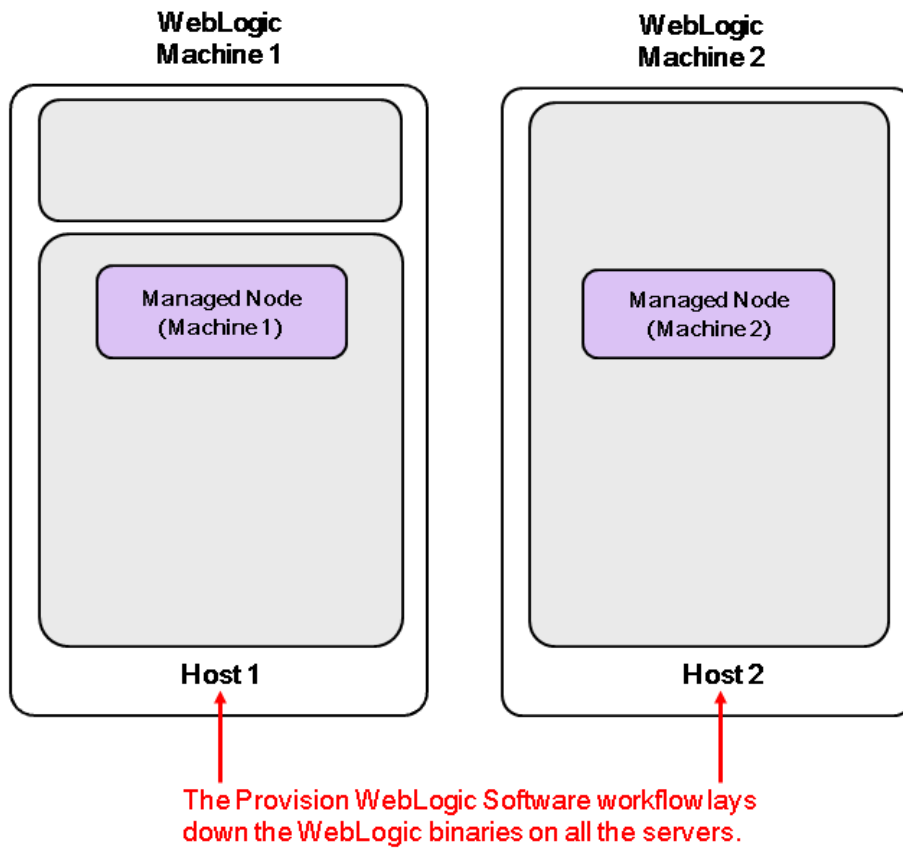 WebLogic
Machine 1
WebLogic
Machine 2
Managed Node
(Machine 1)
Managed Node
(Machine 2)
Host 1
Host 2
The Provision WebLogic Software workflow lays
down the WebLogic binaries on all the servers.